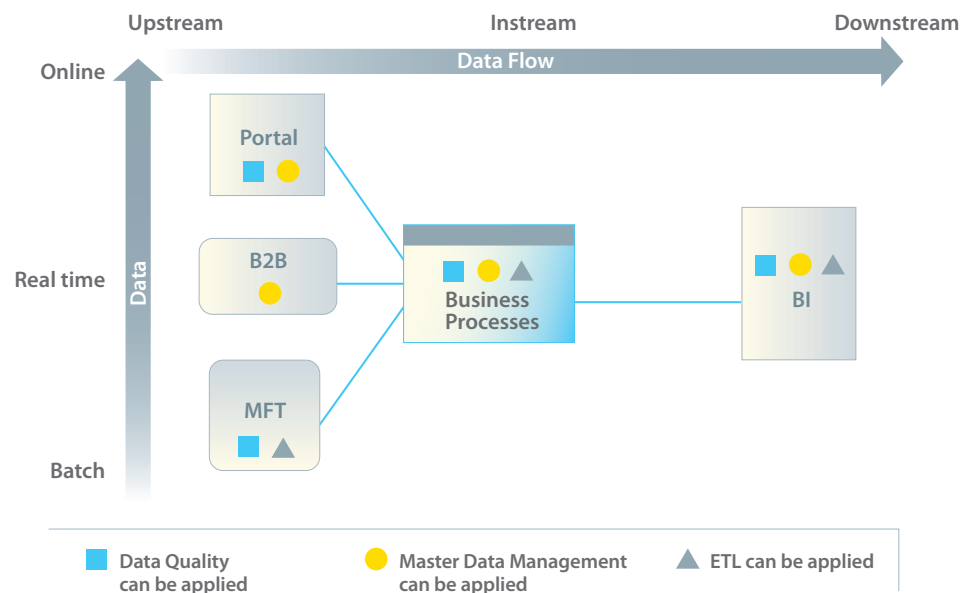 Upstream
Instream
Downstream
Data Flow
Online
Portal
B2B
Real time
Data
Business
Processes
BI
MFT
Batch
Data Quality
can be applied
Master Data Management
can be applied
ETL can be applied